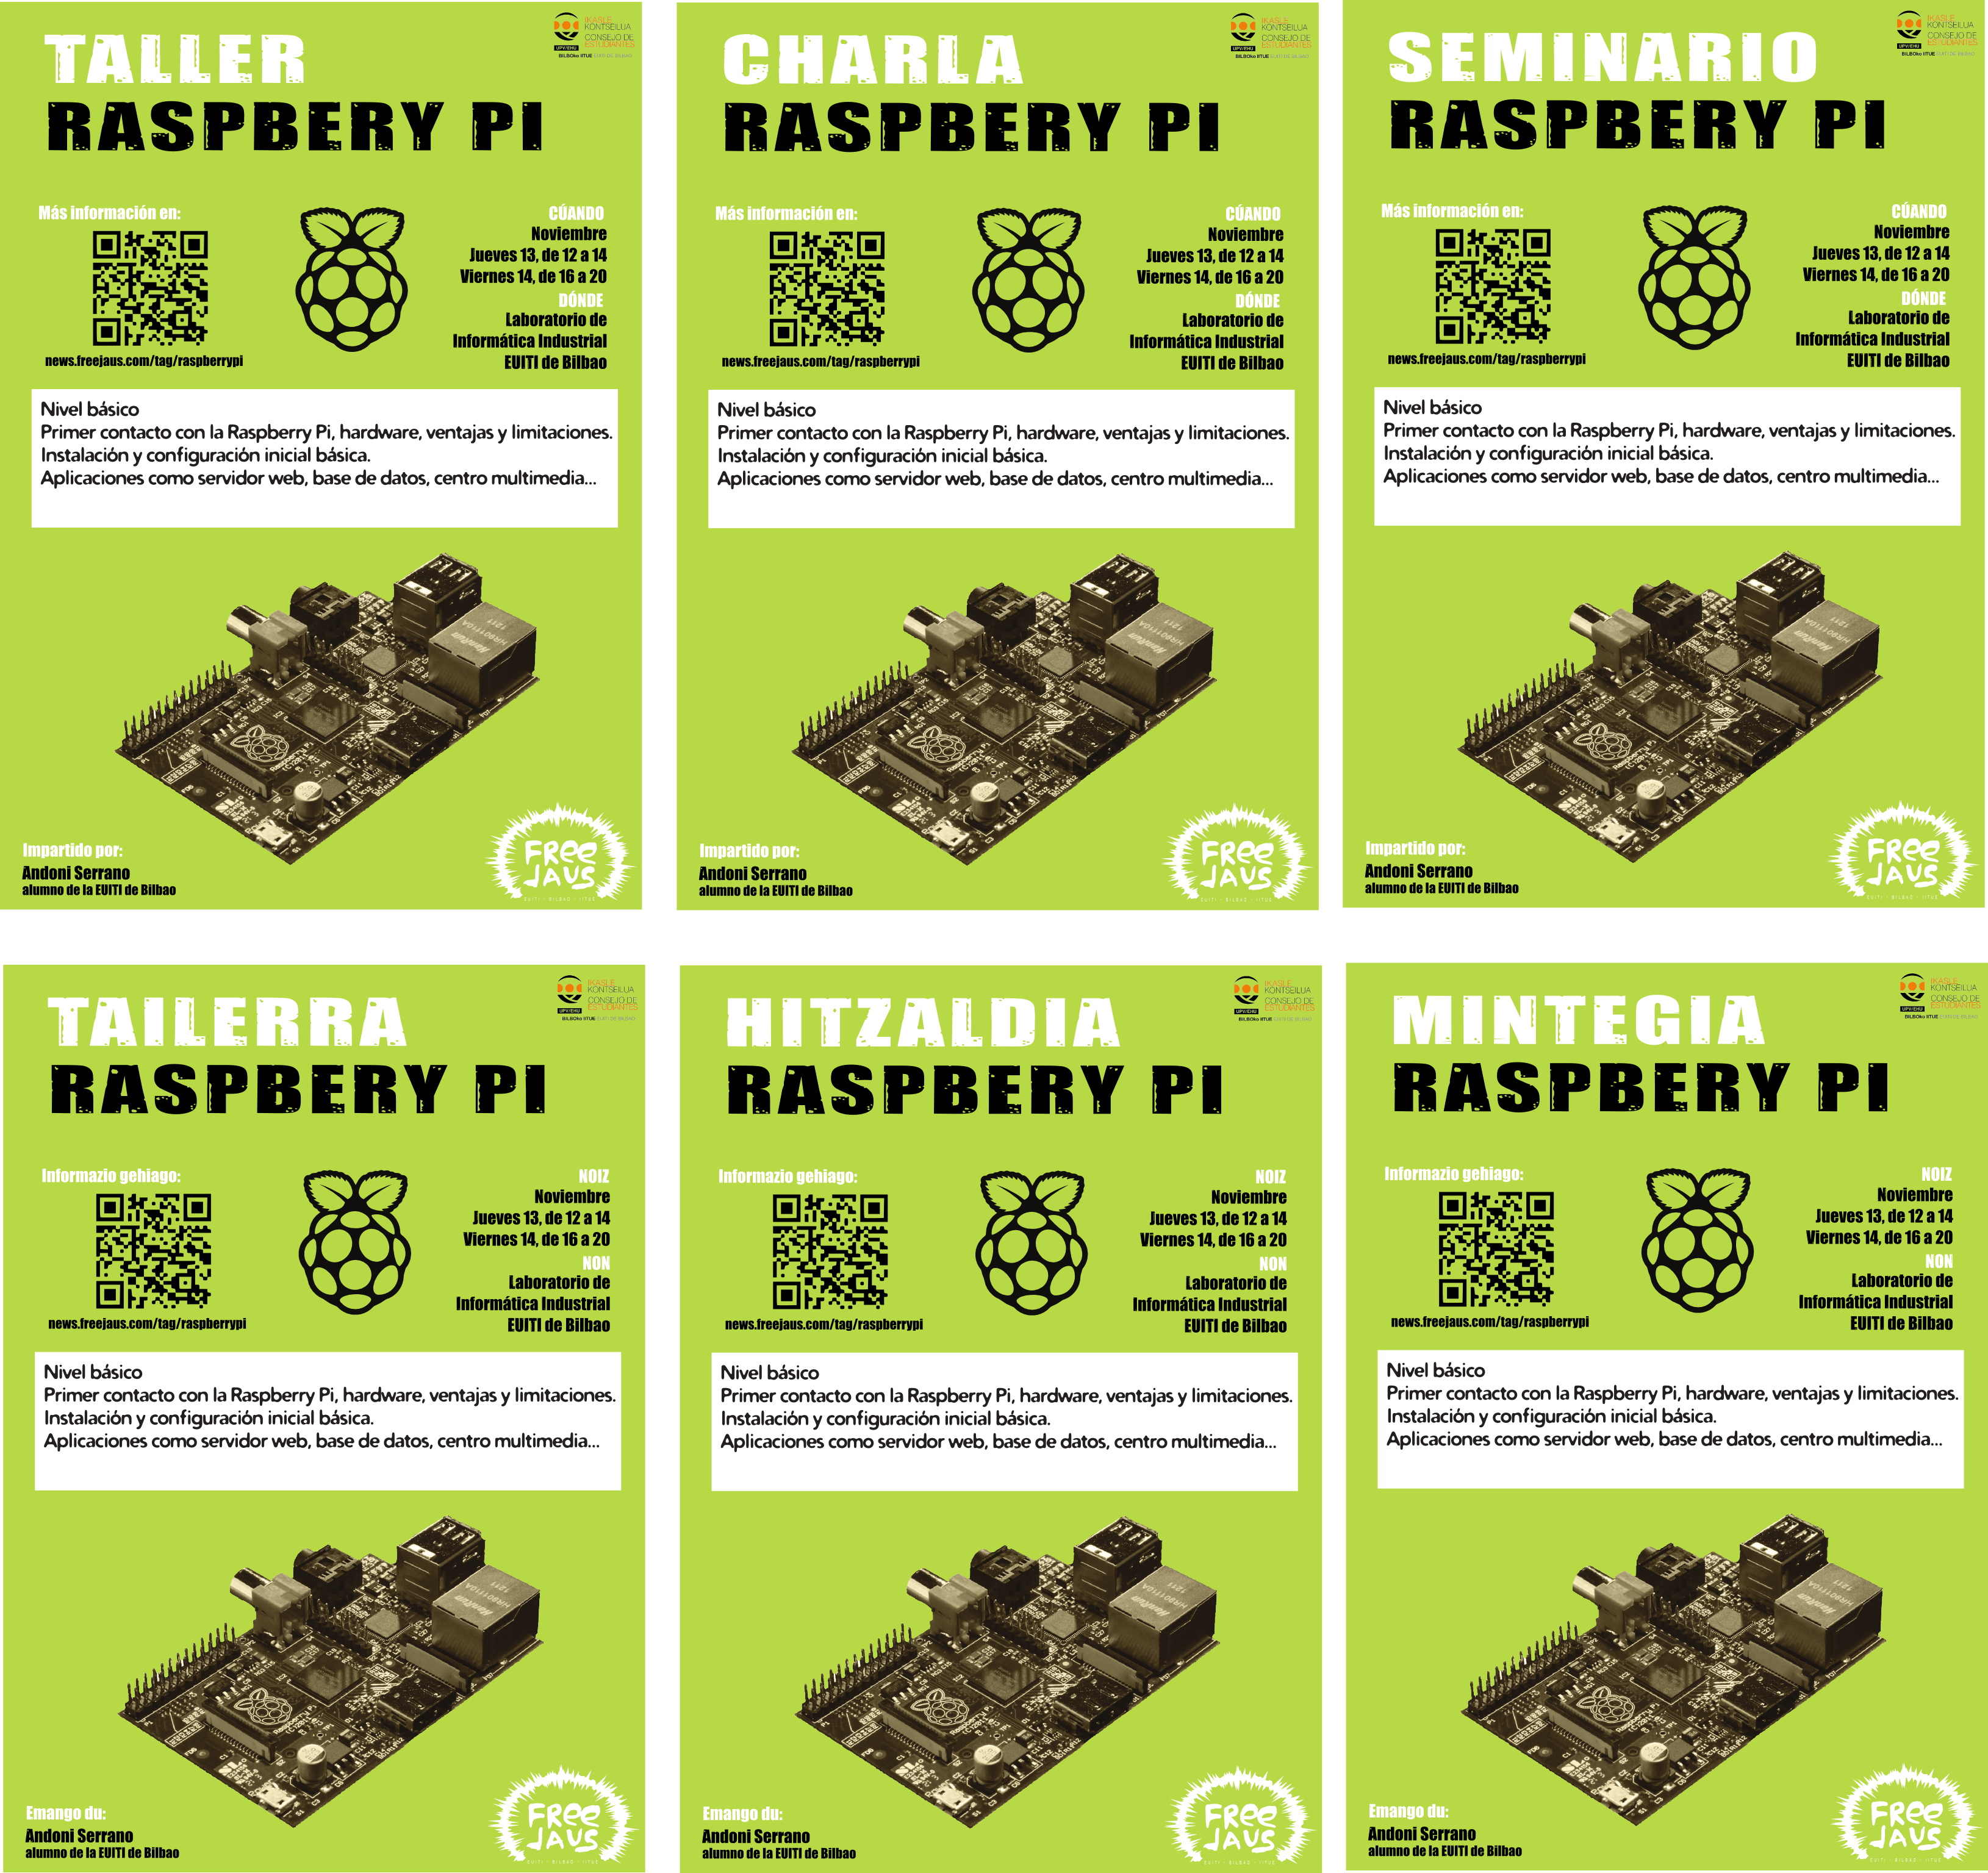 TALLER
RASPBERY PI
IKASLE
KONTSEILUA
CONSEJO DE
ESTUDIANTES
UPV/EHU
BILBOko IITUE EUITI DE BILBAO
Más información en:
news.freejaus.com/tag/raspberrypi
CÚANDO
Noviembre
Jueves 13, de 12 a 14
Viernes 14, de 16 a 20
DÓNDE
Laboratorio de
Informática Industrial
EUITI de Bilbao
Nivel básico
Primer contacto con la Raspberry Pi, hardware, ventajas y limitaciones.
Instalación y configuración inicial básica.
Aplicaciones como servidor web, base de datos, centro multimedia...
Impartido por:
Andoni Serrano
alumno de la EUITI de Bilbao
FREE
JAUS
EUITI - BILBAO - IITUE
CHARLA
RASPBERY PI
IKASLE
KONTSEILUA
CONSEJO DE
ESTUDIANTES
UPV/EHU
BILBOko IITUE EUITI DE BILBAO
Más información en:
news.freejaus.com/tag/raspberrypi
CÚANDO
Noviembre
Jueves 13, de 12 a 14
Viernes 14, de 16 a 20
DÓNDE
Laboratorio de
Informática Industrial
EUITI de Bilbao
Nivel básico
Primer contacto con la Raspberry Pi, hardware, ventajas y limitaciones.
Instalación y configuración inicial básica.
Aplicaciones como servidor web, base de datos, centro multimedia...
Impartido por:
Andoni Serrano
alumno de la EUITI de Bilbao
FREE
JAUS
EUITI - BILBAO - IITUE
SEMINARIO
RASPBERY PI
IKASLE
KONTSEILUA
CONSEJO DE
ESTUDIANTES
UPV/EHU
BILBOko IITUE EUITI DE BILBAO
Más información en:
news.freejaus.com/tag/raspberrypi
CÚANDO
Noviembre
Jueves 13, de 12 a 14
Viernes 14, de 16 a 20
DÓNDE
Laboratorio de
Informática Industrial
EUITI de Bilbao
Nivel básico
Primer contacto con la Raspberry Pi, hardware, ventajas y limitaciones.
Instalación y configuración inicial básica.
Aplicaciones como servidor web, base de datos, centro multimedia...
Impartido por:
Andoni Serrano
alumno de la EUITI de Bilbao
FREE
JAUS
EUITI - BILBAO - IITUE
TAILERRA
RASPBERY PI
IKASLE
KONTSEILUA
CONSEJO DE
ESTUDIANTES
UPV/EHU
BILBOko IITUE EUITI DE BILBAO
Informazio gehiago:
news.freejaus.com/tag/raspberrypi
NOIZ
Noviembre
Jueves 13, de 12 a 14
Viernes 14, de 16 a 20
NON
Laboratorio de
Informática Industrial
EUITI de Bilbao
Nivel básico
Primer contacto con la Raspberry Pi, hardware, ventajas y limitaciones.
Instalación y configuración inicial básica.
Aplicaciones como servidor web, base de datos, centro multimedia...
Emango du:
Andoni Serrano
alumno de la EUITI de Bilbao
FREE
JAUS
EUITI - BILBAO - IITUE
HITZALDIA
RASPBERY PI
IKASLE
KONTSEILUA
CONSEJO DE
ESTUDIANTES
UPV/EHU
BILBOko IITUE EUITI DE BILBAO
Informazio gehiago:
news.freejaus.com/tag/raspberrypi
NOIZ
Noviembre
Jueves 13, de 12 a 14
Viernes 14, de 16 a 20
NON
Laboratorio de
Informática Industrial
EUITI de Bilbao
Nivel básico
Primer contacto con la Raspberry Pi, hardware, ventajas y limitaciones.
Instalación y configuración inicial básica.
Aplicaciones como servidor web, base de datos, centro multimedia...
Emango du:
Andoni Serrano
alumno de la EUITI de Bilbao
FREE
JAUS
EUITI - BILBAO - IITUE
MINTEGIA
RASPBERY PI
IKASLE
KONTSEILUA
CONSEJO DE
ESTUDIANTES
UPV/EHU
BILBOko IITUE EUITI DE BILBAO
Informazio gehiago:
news.freejaus.com/tag/raspberrypi
NOIZ
Noviembre
Jueves 13, de 12 a 14
Viernes 14, de 16 a 20
NON
Laboratorio de
Informática Industrial
EUITI de Bilbao
Nivel básico
Primer contacto con la Raspberry Pi, hardware, ventajas y limitaciones.
Instalación y configuración inicial básica.
Aplicaciones como servidor web, base de datos, centro multimedia...
Emango du:
Andoni Serrano
alumno de la EUITI de Bilbao
FREE
JAUS
EUITI - BILBAO - IITUE